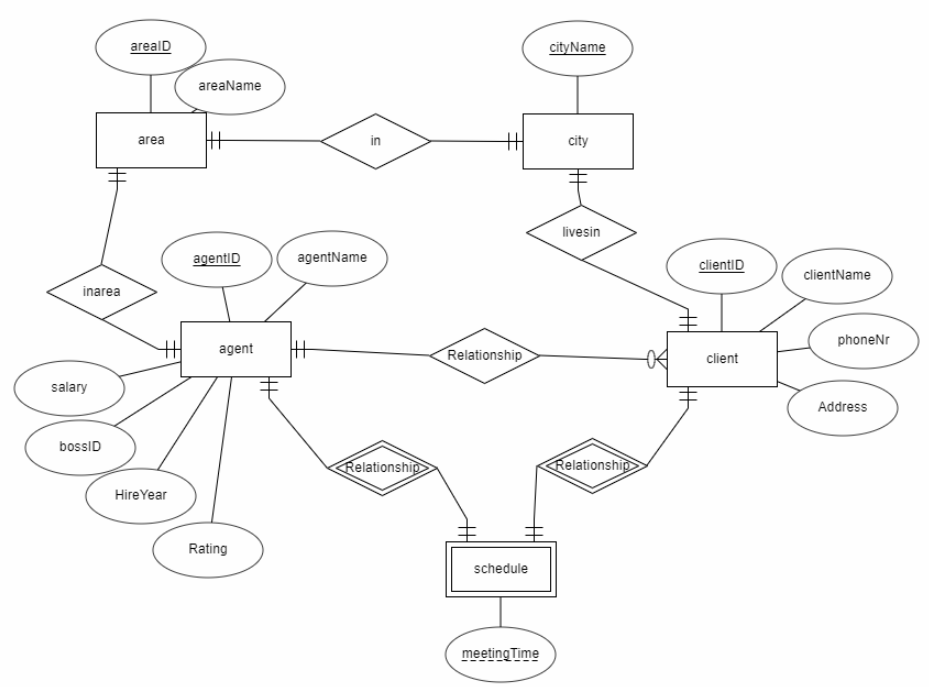 areaID
cityName
areaName
area
in
city
livesin
agentID
agentName
clientID
clientName
inarea
agent
Relationship
client
phoneNr
salary
Address
bossID
Relationship
Relationship
HireYear
Rating
schedule
meetingTime